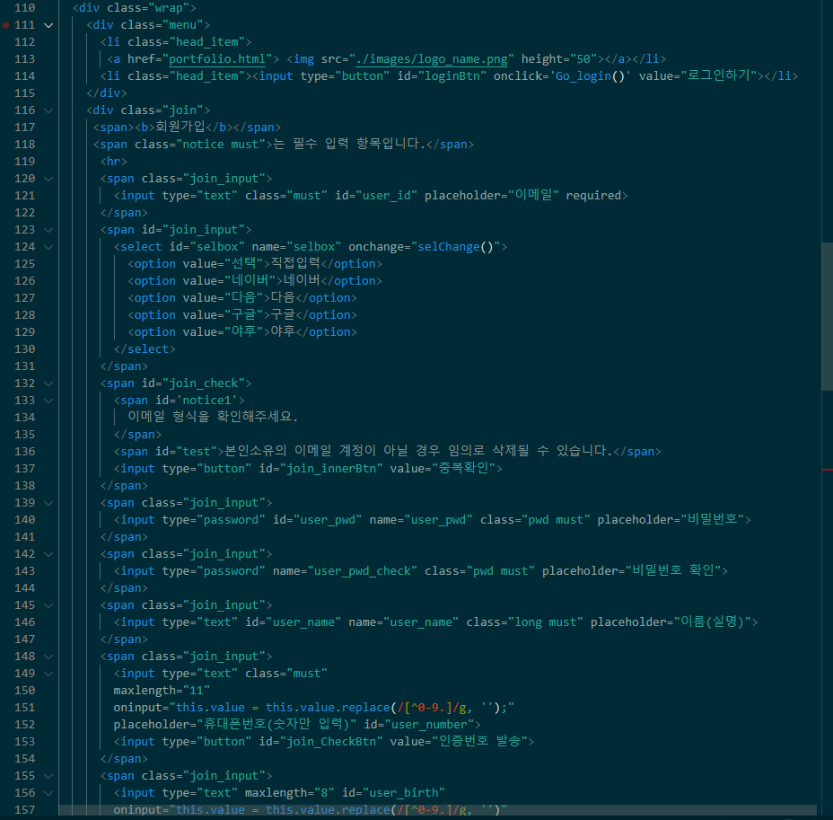 110 <div class="wrap">
111 <div class="menu">
112 <li class="head_item">
113 <a href="portfolio.html"> <img src="./images/logo_name.png" height="50"></a></li>
114 <li class="head_item"><input type="button" id="loginBtn" onclick='Go_login()' value="로그인하기"></li>
115 </div>
116 <div class="join">
117 <span><b>회원가입</b></span>
118 <span class="notice must">는 필수 입력 항목입니다.</span>
119 <hr>
120 <span class="join_input">
121 <input type="text" class="must" id="user_id" placeholder="이메일" required>
122 </span>
123 <span id="join_input">
124 <select id="selbox" name="selbox" onchange="selChange()">
125 <option value="선택">직접입력</option>
126 <option value="네이버">네이버</option>
127 <option value="다음">다음</option>
128 <option value="구글">구글</option>
129 <option value="야후">야후</option>
130 </select>
131 </span>
132 <span id="join_check">
133 <span id='notice1'>
134 이메일 형식을 확인해주세요.
135 </span>
136 <span id="test">본인소유의 이메일 계정이 아닐 경우 임의로 삭제될 수 있습니다.</span>
137 <input type="button" id="join_innerBtn" value="중복확인">
138 </span>
139 <span class="join_input">
140 <input type="password" id="user_pwd" name="user_pwd" class="pwd must" placeholder="비밀번호">
141 </span>
142 <span class="join_input">
143 <input type="password" name="user_pwd_check" class="pwd must" placeholder="비밀번호 확인">
144 </span>
145 <span class="join_input">
146 <input type="text" id="user_name" name="user_name" class="long must" placeholder="이름(실명)">
147 </span>
148 <span class="join_input">
149 <input type="text" class="must"
150 maxlength="11"
151 oninput="this.value = this.value.replace(/[^0-9.]/g, '');"
152 placeholder="휴대폰번호(숫자만 입력)" id="user_number">
153 <input type="button" id="join_CheckBtn" value="인증번호 발송">
154 </span>
155 <span class="join_input">
156 <input type="text" maxlength="8" id="user_birth"
157 oninput="this.value = this.value.replace(/[^0-9.]/g, '')"